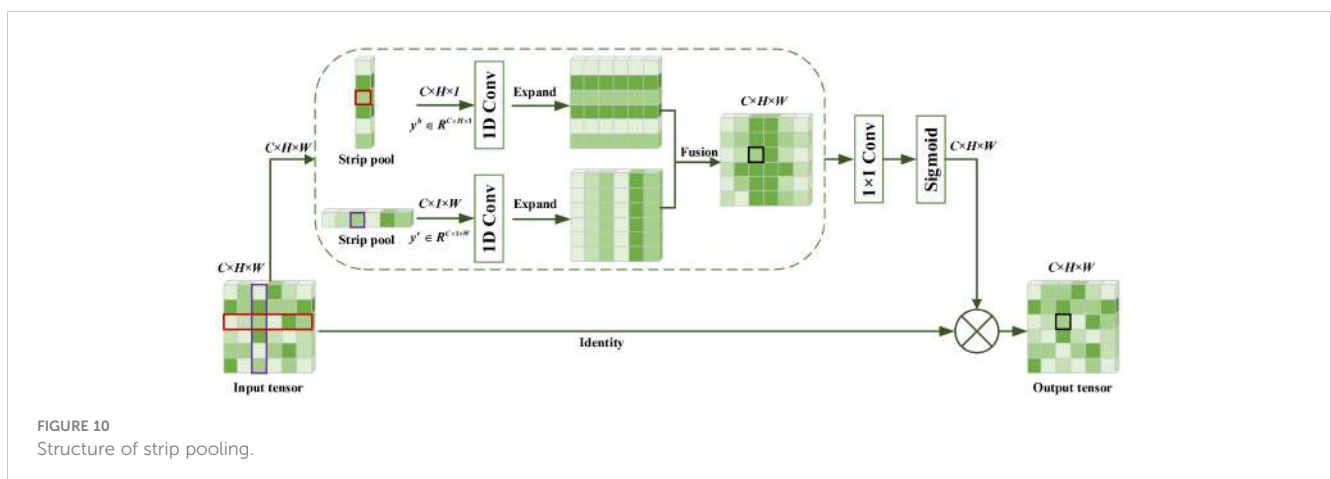 C×H×W
Strip pool
C×H×1
y^h ∈ R^{C×H×1}
1D Conv
Expand
Strip pool
C×1×W
y^v ∈ R^{C×1×W}
1D Conv
Expand
Fusion
C×H×W
1×1 Conv
Sigmoid
C×H×W
C×H×W
Input tensor
Identity
C×H×W
Output tensor
FIGURE 10
Structure of strip pooling.